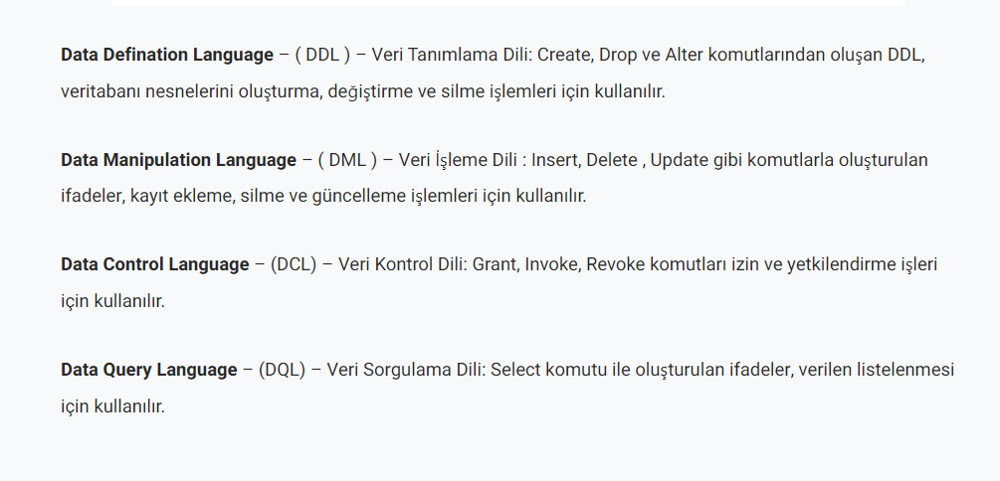 Data Defination Language – ( DDL ) – Veri Tanımlama Dili: Create, Drop ve Alter komutlarından oluşan DDL,
veritabanı nesnelerini oluşturma, değiştirme ve silme işlemleri için kullanılır.
Data Manipulation Language – ( DML ) – Veri İşleme Dili : Insert, Delete , Update gibi komutlarla oluşturulan
ifadeler, kayıt ekleme, silme ve güncelleme işlemleri için kullanılır.
Data Control Language – (DCL) – Veri Kontrol Dili: Grant, Invoke, Revoke komutları izin ve yetkilendirme işleri
için kullanılır.
Data Query Language – (DQL) – Veri Sorgulama Dili: Select komutu ile oluşturulan ifadeler, verilen listelenmesi
için kullanılır.